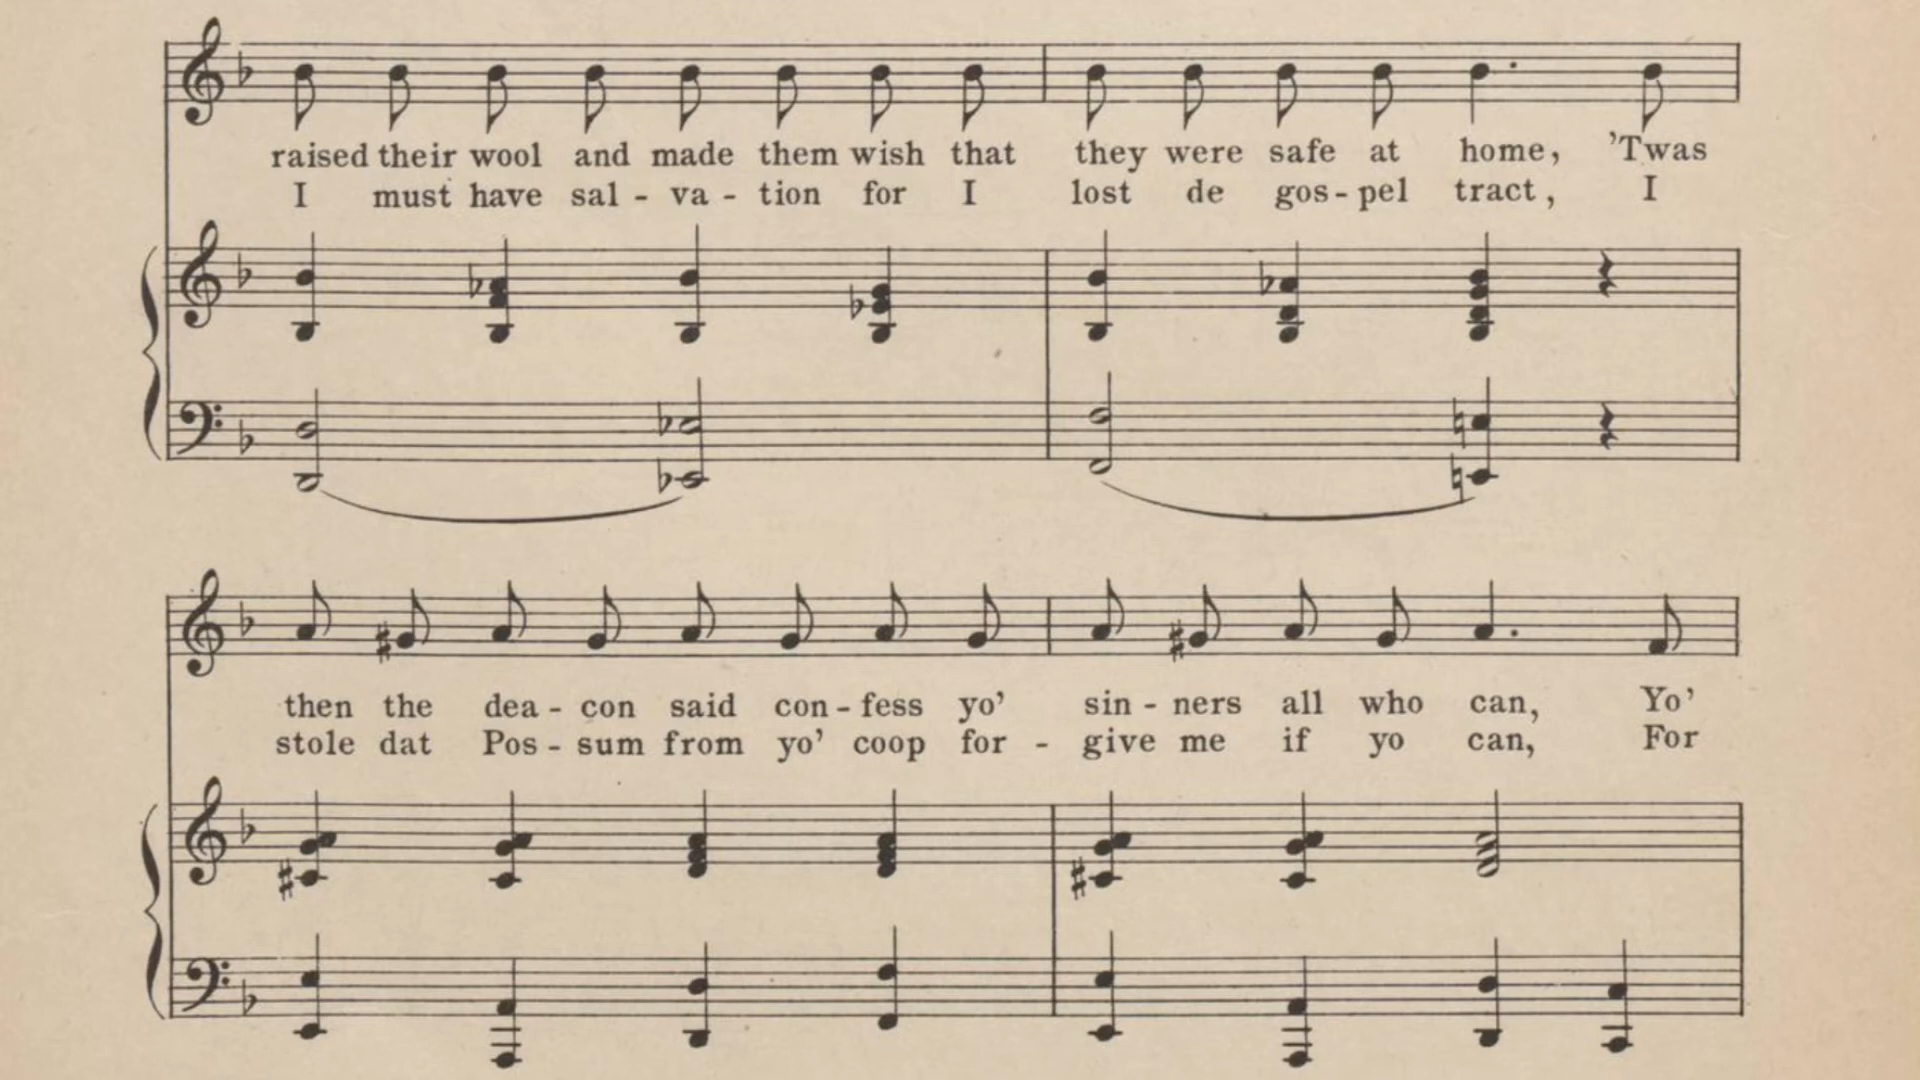 raised their wool and made them wish that they were safe at home, 'Twas
I must have sal - va - tion for I lost de gos - pel tract, I
then the dea - con said con - fess yo' sin - ners all who can, Yo'
stole dat Pos - sum from yo' coop for - give me if yo can, For